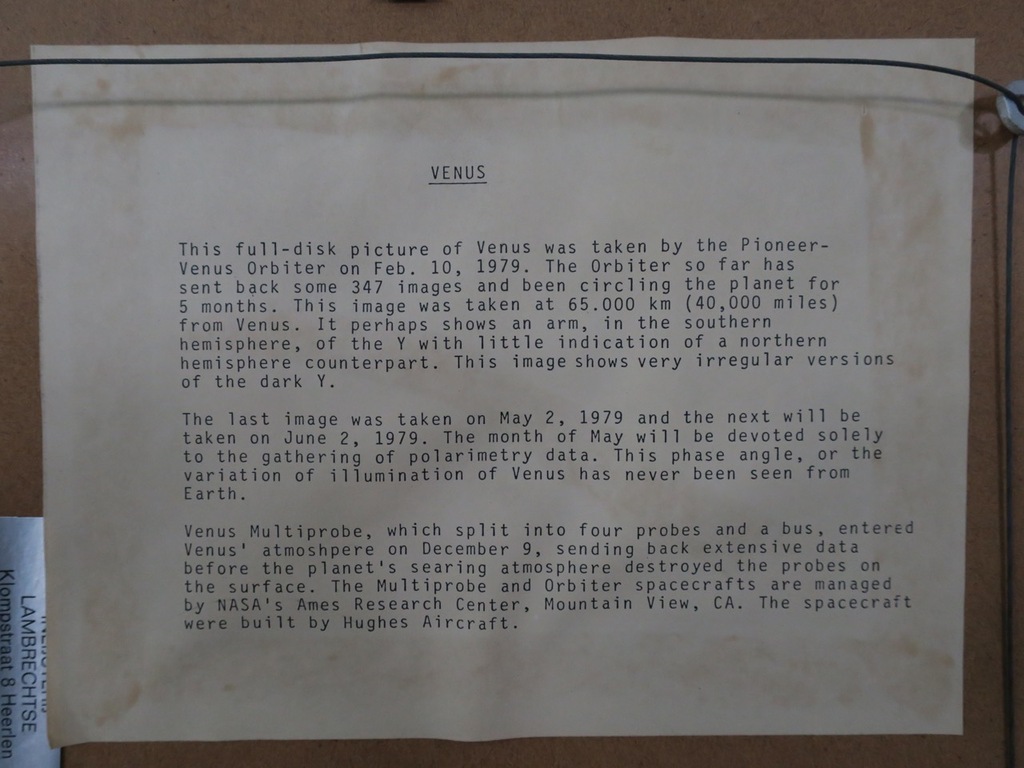 VENUS
This full-disk picture of Venus was taken by the Pioneer-
Venus Orbiter on Feb. 10, 1979. The Orbiter so far has
sent back some 347 images and been circling the planet for
5 months. This image was taken at 65.000 km (40,000 miles)
from Venus. It perhaps shows an arm, in the southern
hemisphere, of the Y with little indication of a northern
hemisphere counterpart. This image shows very irregular versions
of the dark Y.
The last image was taken on May 2, 1979 and the next will be
taken on June 2, 1979. The month of May will be devoted solely
to the gathering of polarimetry data. This phase angle, or the
variation of illumination of Venus has never been seen from
Earth.
Venus Multiprobe, which split into four probes and a bus, entered
Venus' atmoshpere on December 9, sending back extensive data
before the planet's searing atmosphere destroyed the probes on
the surface. The Multiprobe and Orbiter spacecrafts are managed
by NASA's Ames Research Center, Mountain View, CA. The spacecraft
were built by Hughes Aircraft.
LAMBRECHTSE
Klompstraat 8 Heerlen